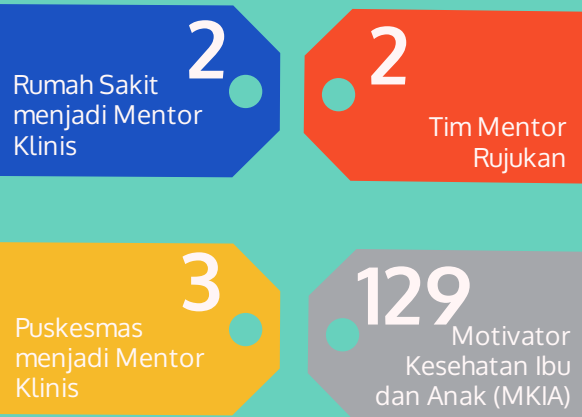 2
Rumah Sakit
menjadi Mentor
Klinis
2
Tim Mentor
Rujukan
3
Puskesmas
menjadi Mentor
Klinis
129
Motivator
Kesehatan Ibu
dan Anak (MKIA)